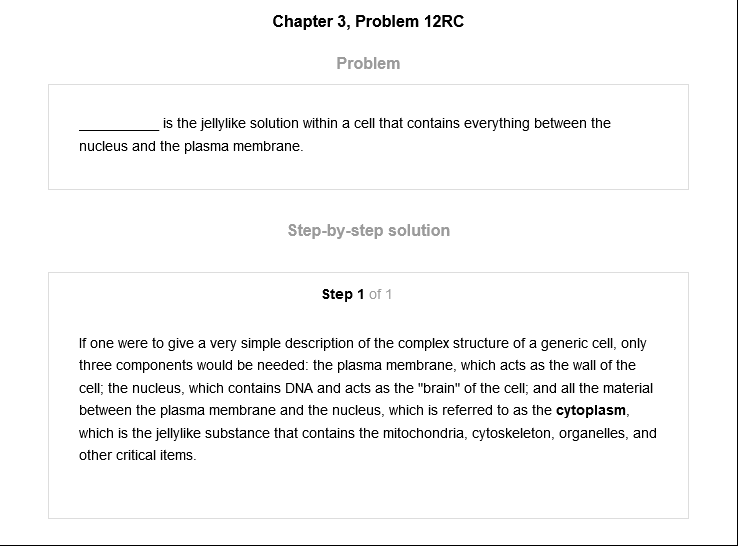 Chapter 3, Problem 12RC
Problem
__________ is the jellylike solution within a cell that contains everything between the
nucleus and the plasma membrane.
Step-by-step solution
Step 1 of 1
If one were to give a very simple description of the complex structure of a generic cell, only
three components would be needed: the plasma membrane, which acts as the wall of the
cell; the nucleus, which contains DNA and acts as the "brain" of the cell; and all the material
between the plasma membrane and the nucleus, which is referred to as the cytoplasm,
which is the jellylike substance that contains the mitochondria, cytoskeleton, organelles, and
other critical items.